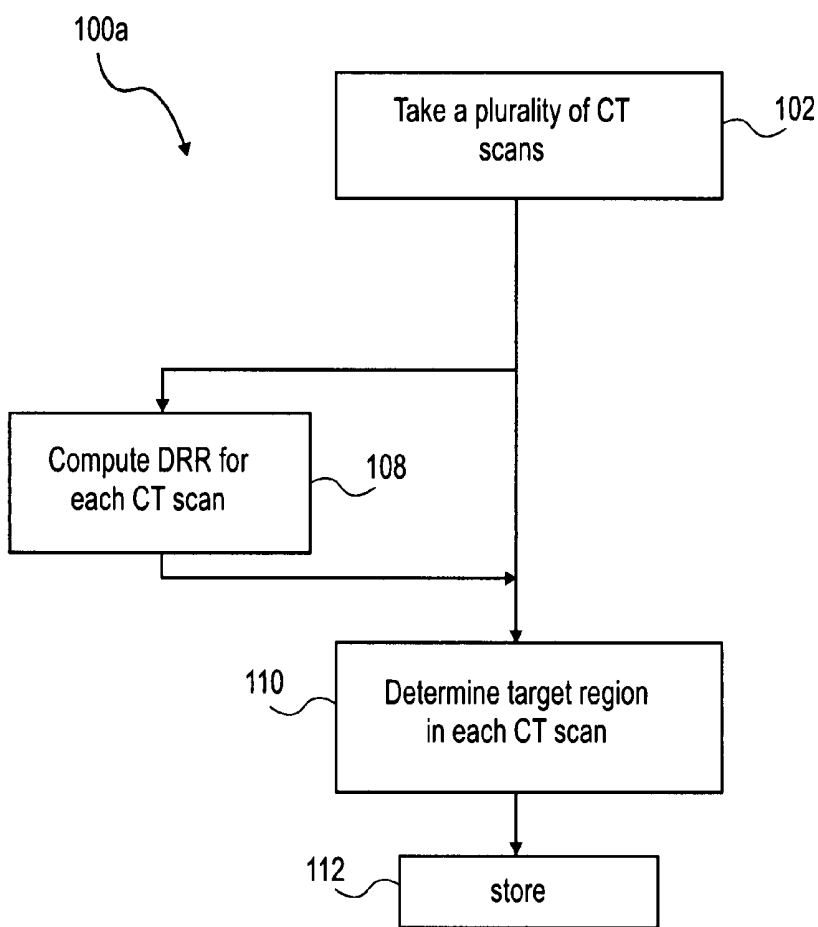 100a
Take a plurality of CT
scans
102
Compute DRR for
each CT scan
108
110
Determine target region
in each CT scan
112
store